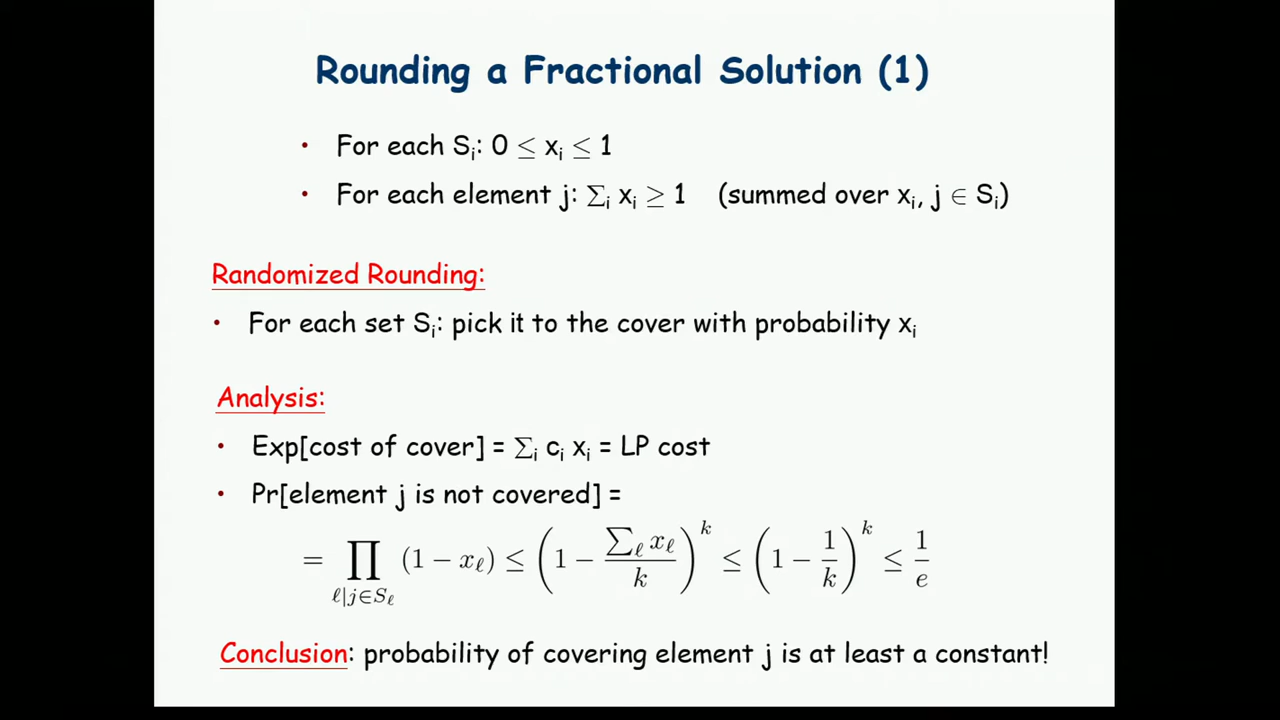 Rounding a Fractional Solution (1)
• For each Sᵢ: 0 ≤ xᵢ ≤ 1
• For each element j: ∑ᵢ xᵢ ≥ 1 (summed over xᵢ, j ∈ Sᵢ)
Randomized Rounding:
• For each set Sᵢ: pick it to the cover with probability xᵢ
Analysis:
• Exp[cost of cover] = ∑ᵢ cᵢ xᵢ = LP cost
• Pr[element j is not covered] =
= ∏_{ℓ|j∈S_ℓ} (1 − x_ℓ) ≤ (1 − (∑_ℓ x_ℓ)/k)^k ≤ (1 − 1/k)^k ≤ 1/e
Conclusion: probability of covering element j is at least a constant!